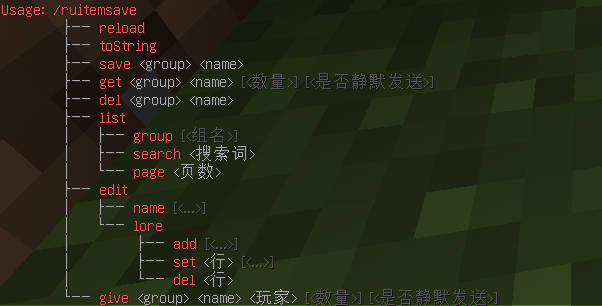 Usage: /ruitemsave
├── reload
├── toString
├── save <group> <name>
├── get <group> <name> [<数量>] [<是否静默发送>]
├── del <group> <name>
├── list
│   ├── group [<组名>]
│   ├── search <搜索词>
│   └── page <页数>
├── edit
│   ├── name [<...>]
│   └── lore
│       ├── add [<...>]
│       ├── set <行> [<...>]
│       └── del <行>
└── give <group> <name> <玩家> [<数量>] [<是否静默发送>]